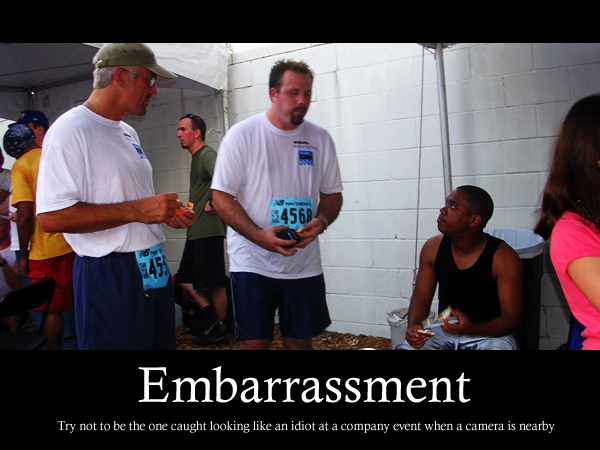 4568
455
Embarrassment
Try not to be the one caught looking like an idiot at a company event when a camera is nearby